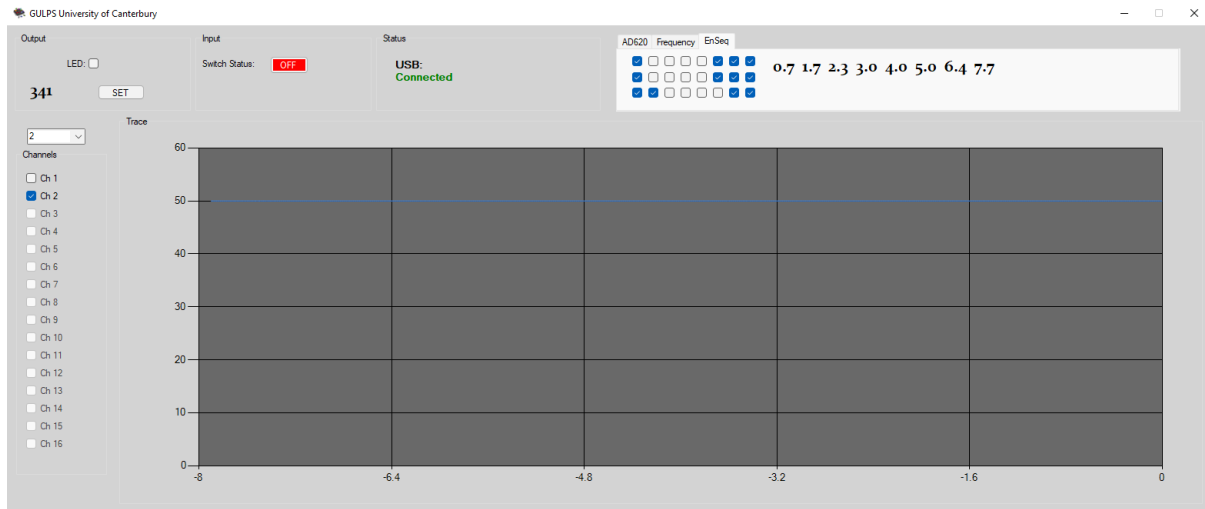 GULPS University of Canterbury
Output
Input
Status
AD620 Frequency EnSeq
LED:
Switch Status: OFF
USB:
Connected
0.7 1.7 2.3 3.0 4.0 5.0 6.4 7.7
341 SET
2
Trace
Channels
Ch 1
Ch 2
Ch 3
Ch 4
Ch 5
Ch 6
Ch 7
Ch 8
Ch 9
Ch 10
Ch 11
Ch 12
Ch 13
Ch 14
Ch 15
Ch 16
60
50
40
30
20
10
0
-8 -6.4 -4.8 -3.2 -1.6 0